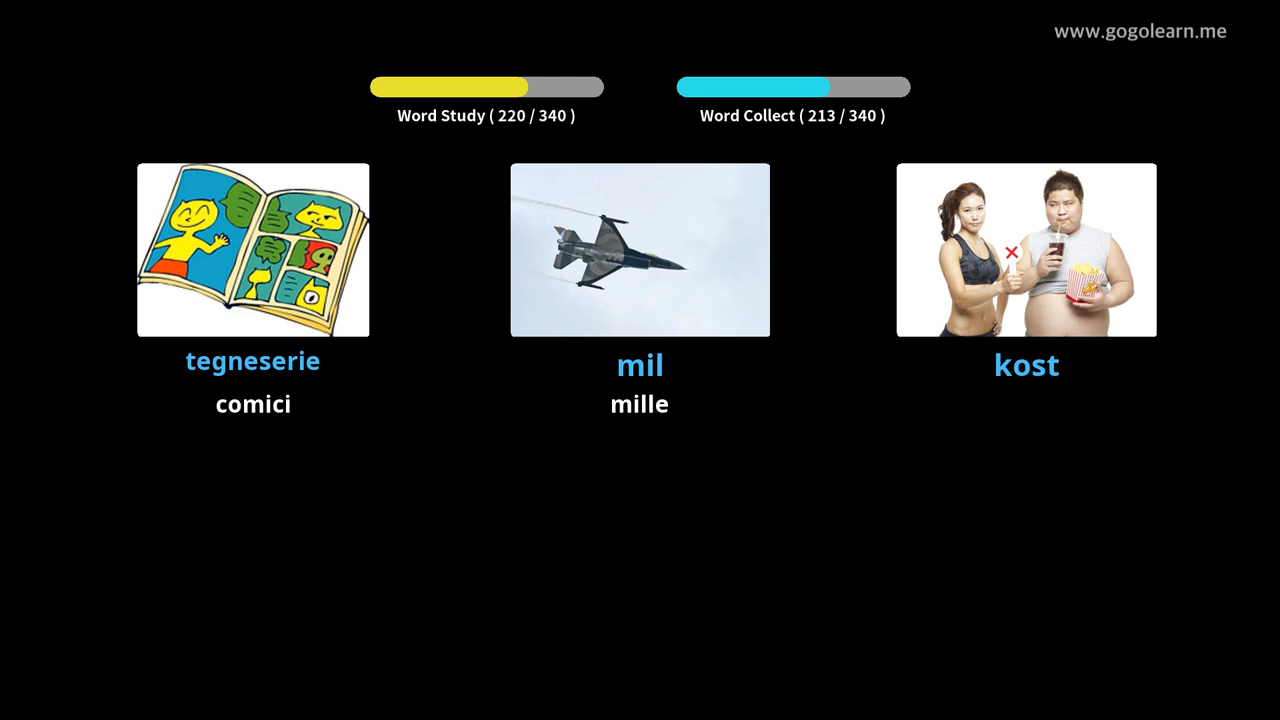 www.gogolearn.me
Word Study ( 220 / 340 )
Word Collect ( 213 / 340 )
tegneserie
mil
kost
comici
mille